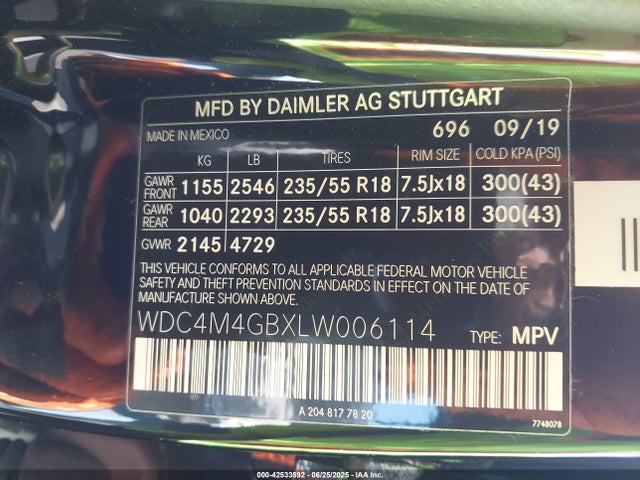 MFD BY DAIMLER AG STUTTGART
MADE IN MEXICO 696 09/19
KG LB TIRES RIM SIZE COLD KPA(PSI)
GAWR FRONT 1155 2546 235/55 R18 7.5Jx18 300(43)
GAWR REAR 1040 2293 235/55 R18 7.5Jx18 300(43)
GVWR 2145 4729
THIS VEHICLE CONFORMS TO ALL APPLICABLE FEDERAL MOTOR VEHICLE
SAFETY AND THEFT PREVENTION STANDARDS IN EFFECT ON THE DATE OF
MANUFACTURE SHOWN ABOVE.
WDC4M4GBXLW006114 TYPE: MPV
A 204 817 78 20
7748078
000-42533592 - 06/25/2025 - IAA, Inc.